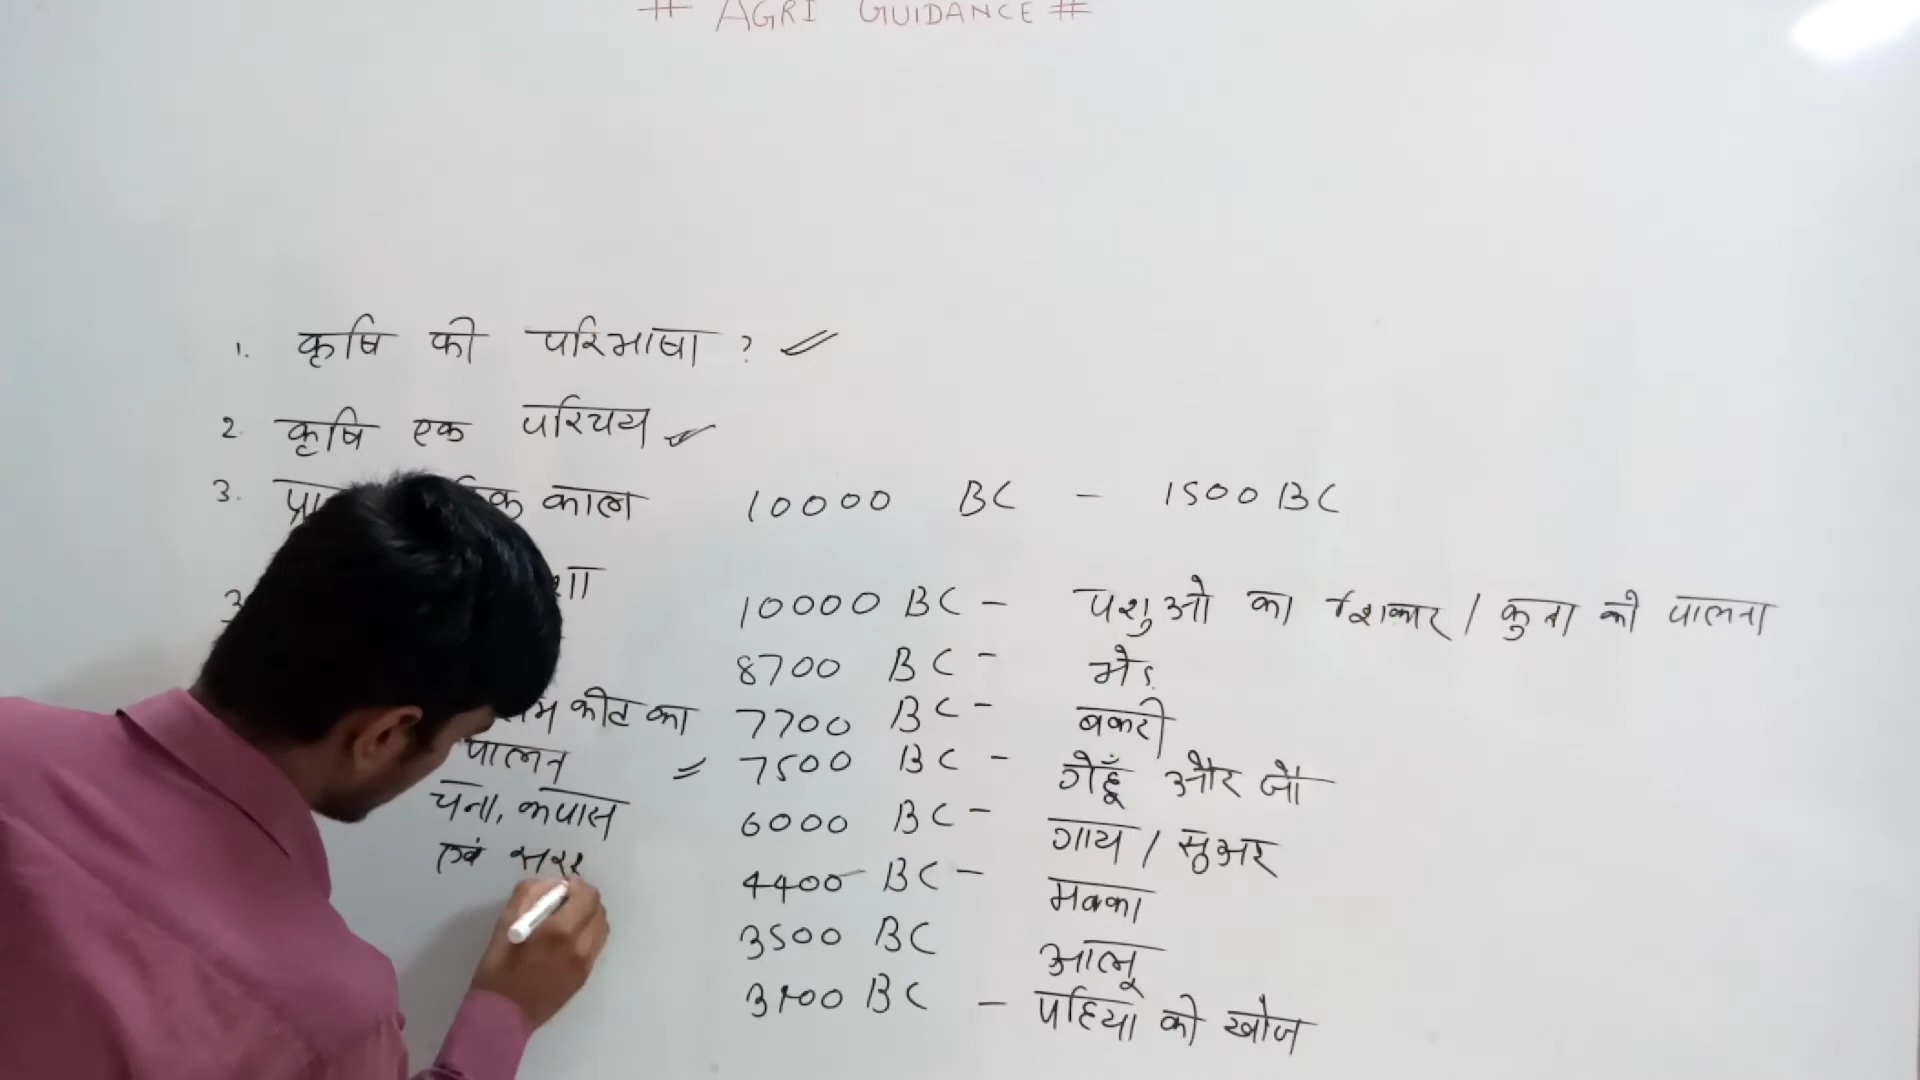 # AGRI GUIDANCE #
1. कृषि की परिभाषा ?
2. कृषि एक परिचय
3. काल 10000 BC - 1500 BC
10000 BC - पशुओ का शिकार / कुत्ता को पालना
8700 BC - भेड़
7700 BC - बकरी
7500 BC - गेहूँ और जौ
6000 BC - गाय / सुअर
4400 BC - मक्का
3500 BC आलू
BC - पहिया की खोज
कीट का
पालन
चना, कपास
एवं सर